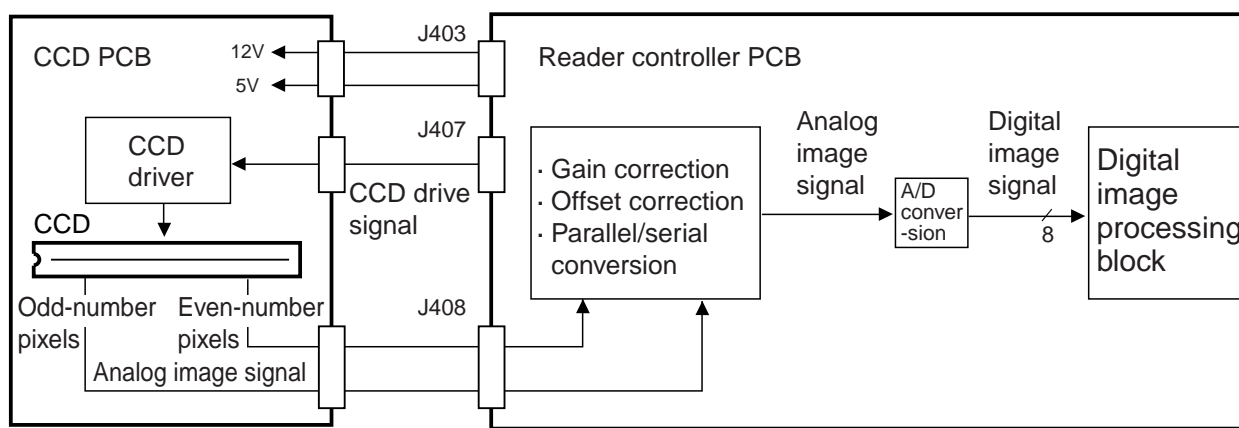 CCD PCB
12V
5V
J403
Reader controller PCB
CCD
driver
J407
CCD drive
signal
CCD
Odd-number
pixels
Even-number
pixels
J408
Analog image signal
· Gain correction
· Offset correction
· Parallel/serial
conversion
Analog
image
signal
A/D
conver
-sion
Digital
image
signal
8
Digital
image
processing
block